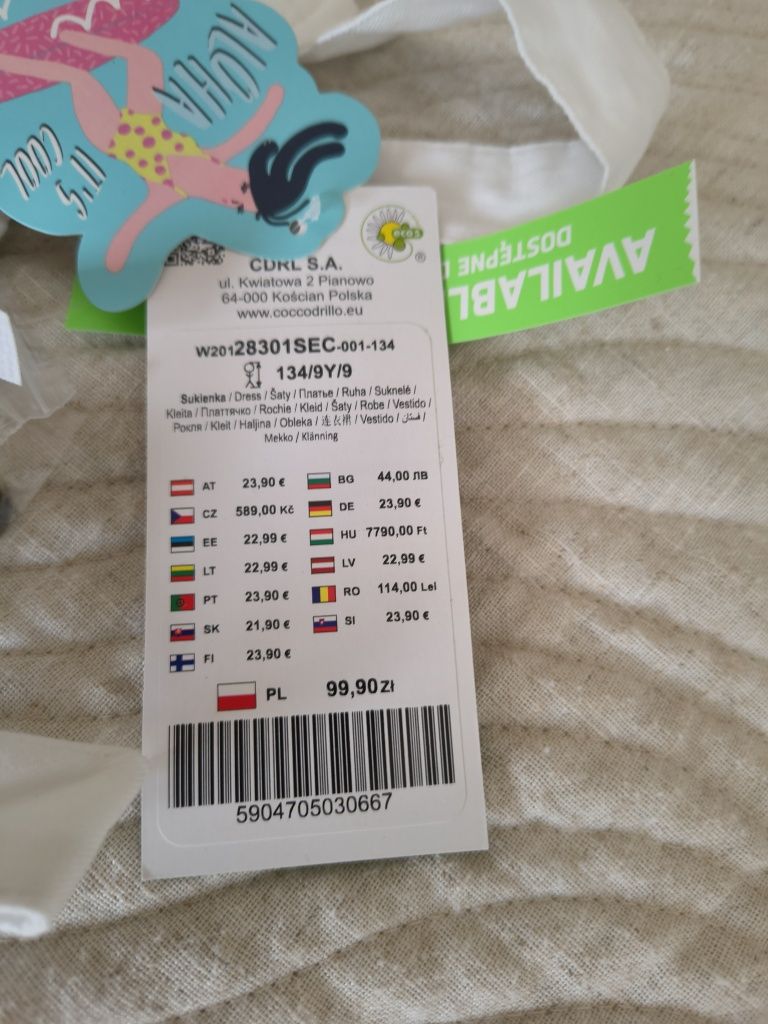 ALOHA
IT'S
COOL
ecos
®
CDRL S.A.
ul. Kwiatowa 2 Pianowo
64-000 Kościan Polska
www.coccodrillo.eu
AVAILABL
DOSTĘPNE
W20128301SEC-001-134
134/9Y/9
Sukienka / Dress / Šaty / Платье / Ruha / Suknelė /
Kleita / Платтячко / Rochie / Kleid / Šaty / Robe / Vestido /
Рокля / Kleit / Haljina / Obleka / 连衣裙 / Vestido / فستان /
Mekko / Klänning
AT 23,90 € BG 44,00 ЛВ
CZ 589,00 Kč DE 23,90 €
EE 22,99 € HU 7790,00 Ft
LT 22,99 € LV 22,99 €
PT 23,90 € RO 114,00 Lei
SK 21,90 € SI 23,90 €
FI 23,90 €
PL 99,90 Zł
5904705030667